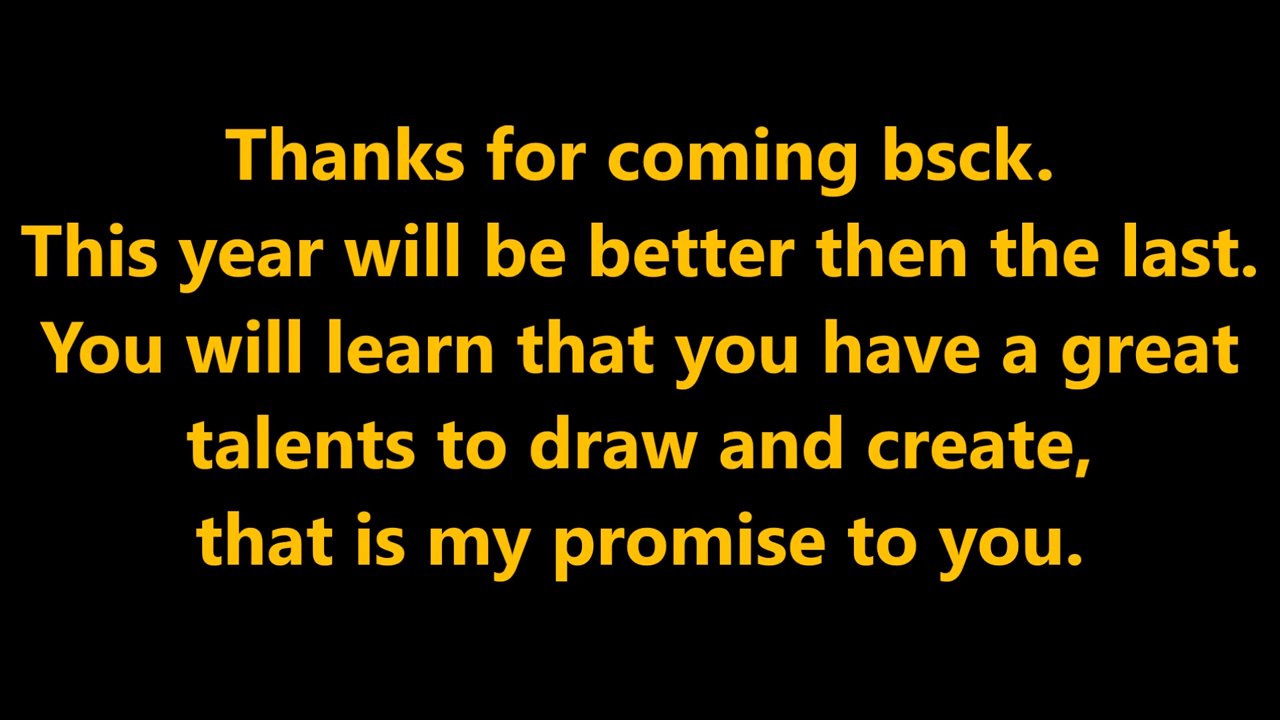 Thanks for coming bsck.
This year will be better then the last.
You will learn that you have a great
talents to draw and create,
that is my promise to you.